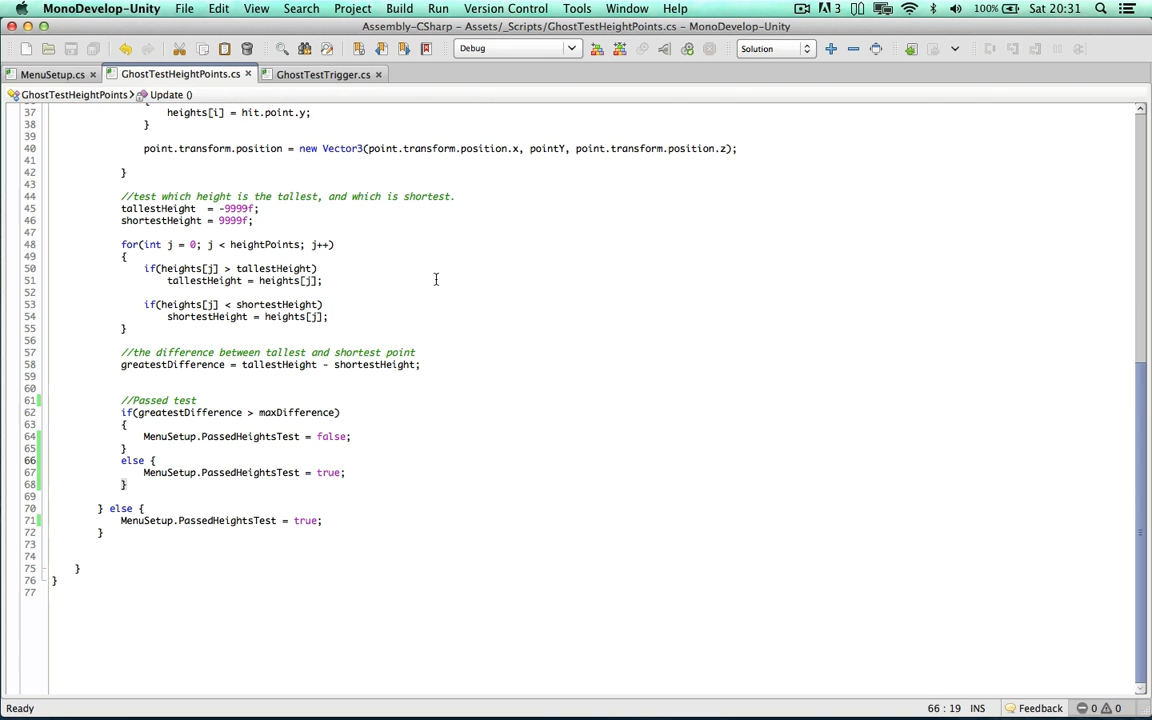 MonoDevelop-Unity File Edit View Search Project Build Run Version Control Tools Window Help 3 100% Sat 20:31
Assembly-CSharp - Assets/_Scripts/GhostTestHeightPoints.cs - MonoDevelop-Unity
Debug Solution
MenuSetup.cs × GhostTestHeightPoints.cs × GhostTestTrigger.cs ×
GhostTestHeightPoints Update ()
37 heights[i] = hit.point.y;
38 }
39
40 point.transform.position = new Vector3(point.transform.position.x, pointY, point.transform.position.z);
41
42 }
43
44 //test which height is the tallest, and which is shortest.
45 tallestHeight = -9999f;
46 shortestHeight = 9999f;
47
48 for(int j = 0; j < heightPoints; j++)
49 {
50 if(heights[j] > tallestHeight)
51 tallestHeight = heights[j];
52
53 if(heights[j] < shortestHeight)
54 shortestHeight = heights[j];
55 }
56
57 //the difference between tallest and shortest point
58 greatestDifference = tallestHeight - shortestHeight;
59
60
61 //Passed test
62 if(greatestDifference > maxDifference)
63 {
64 MenuSetup.PassedHeightsTest = false;
65 }
66 else {
67 MenuSetup.PassedHeightsTest = true;
68 }
69
70 } else {
71 MenuSetup.PassedHeightsTest = true;
72 }
73
74
75 }
76 }
77
Ready 66 : 19 INS Feedback 0 0